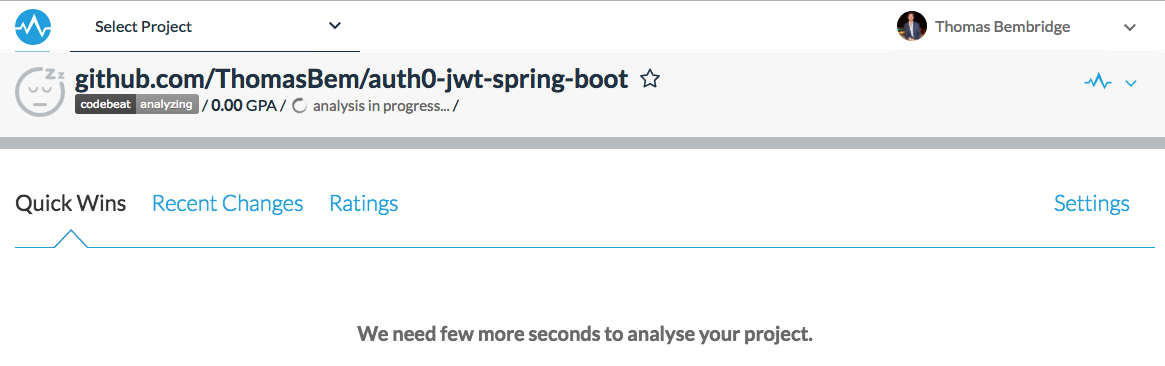 Select Project
Thomas Bembridge
zZz
github.com/ThomasBem/auth0-jwt-spring-boot
codebeat analyzing / 0.00 GPA / analysis in progress... /
Quick Wins Recent Changes Ratings Settings
We need few more seconds to analyse your project.